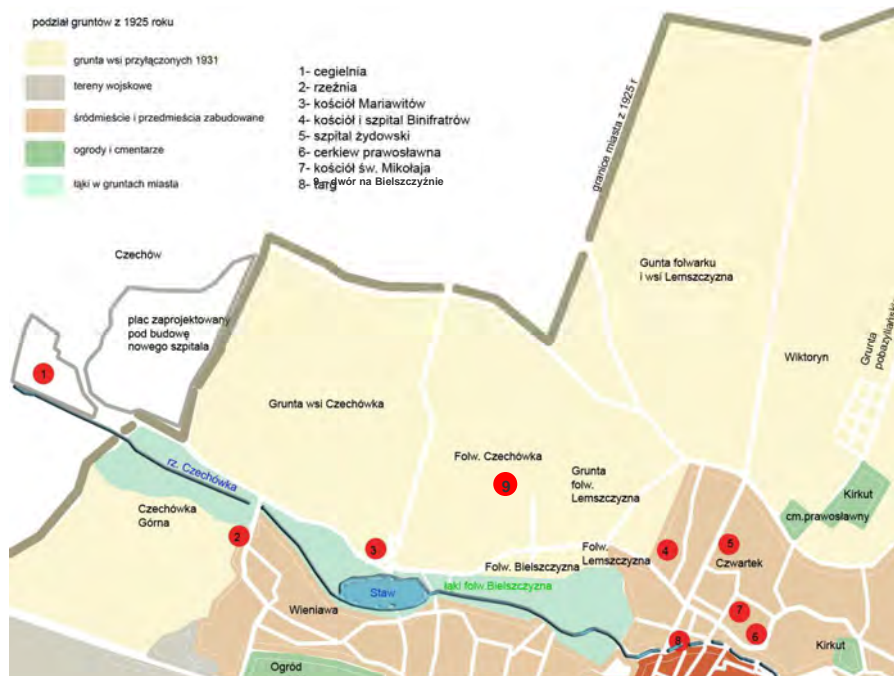 podział gruntów z 1925 roku
grunta wsi przyłączonych 1931
tereny wojskowe
śródmieście i przedmieścia zabudowane
ogrody i cmentarze
łąki w gruntach miasta
1- cegielnia
2- rzeźnia
3- kościół Mariawitów
4- kościół i szpital Binifratrów
5- szpital żydowski
6- cerkiew prawosławna
7- kościół św. Mikołaja
8- targ
9 - dwór na Bielszczyźnie
granice miasta z 1925 r
Czechów
plac zaprojektowany
pod budowę
nowego szpitala
Gunta folwarku
i wsi Lemszczyzna
Wiktoryn
Grunta
pobazyliańskie
1
Grunta wsi Czechówka
rz. Czechówka
Folw. Czechówka
9
Grunta
folw.
Lemszczyzna
Kirkut
cm.prawosławny
Czechówka
Górna
2
3
4
5
Czwartek
Folw.
Lemszczyzna
Folw. Bielszczyzna
łąki folw.Bielszczyzna
Staw
Wieniawa
7
6
8
Kirkut
Ogród